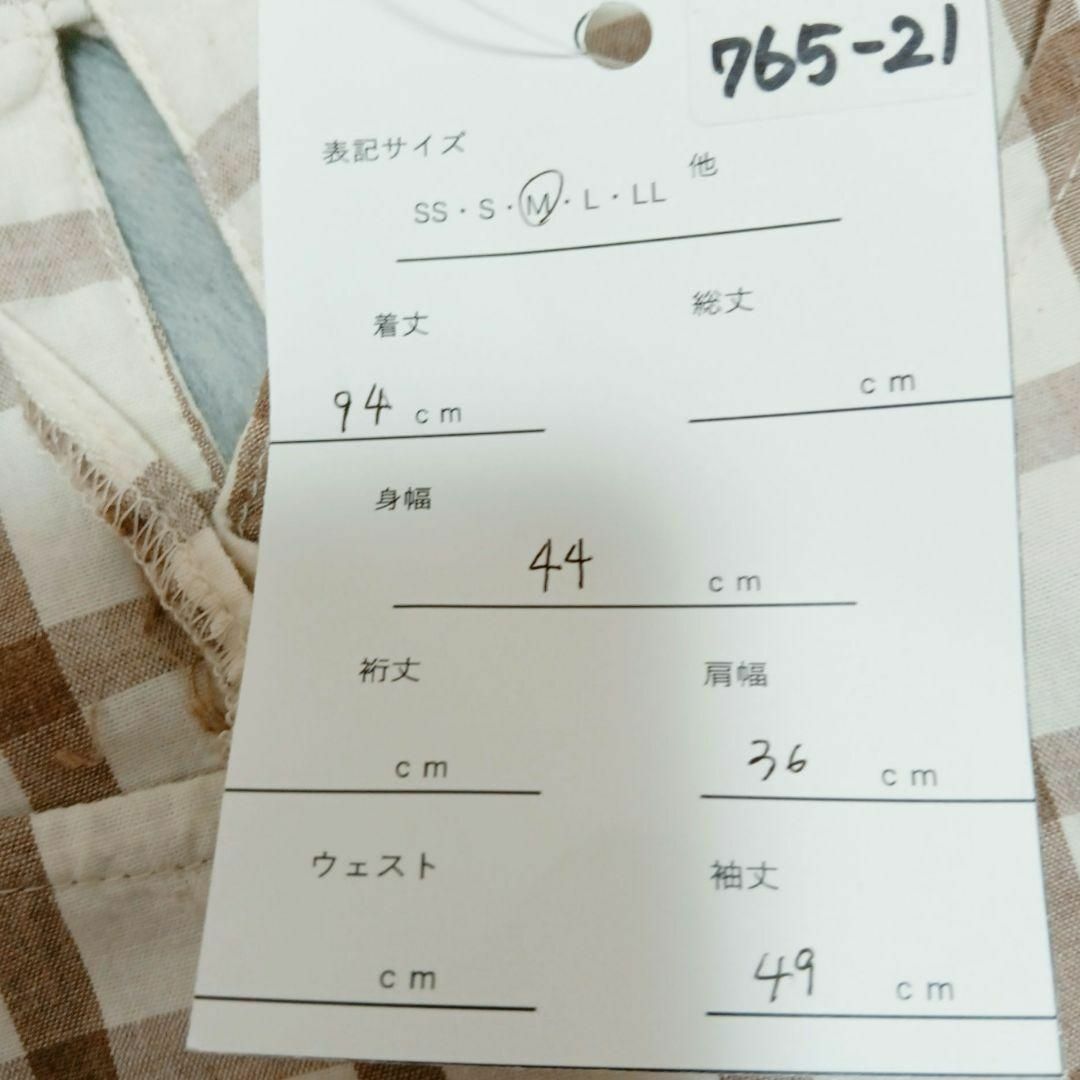 765-21
表記サイズ
他
SS・S・M・L・LL
着丈
総丈
94 cm
cm
身幅
44 cm
裄丈
肩幅
cm
36 cm
ウェスト
袖丈
cm
49 cm